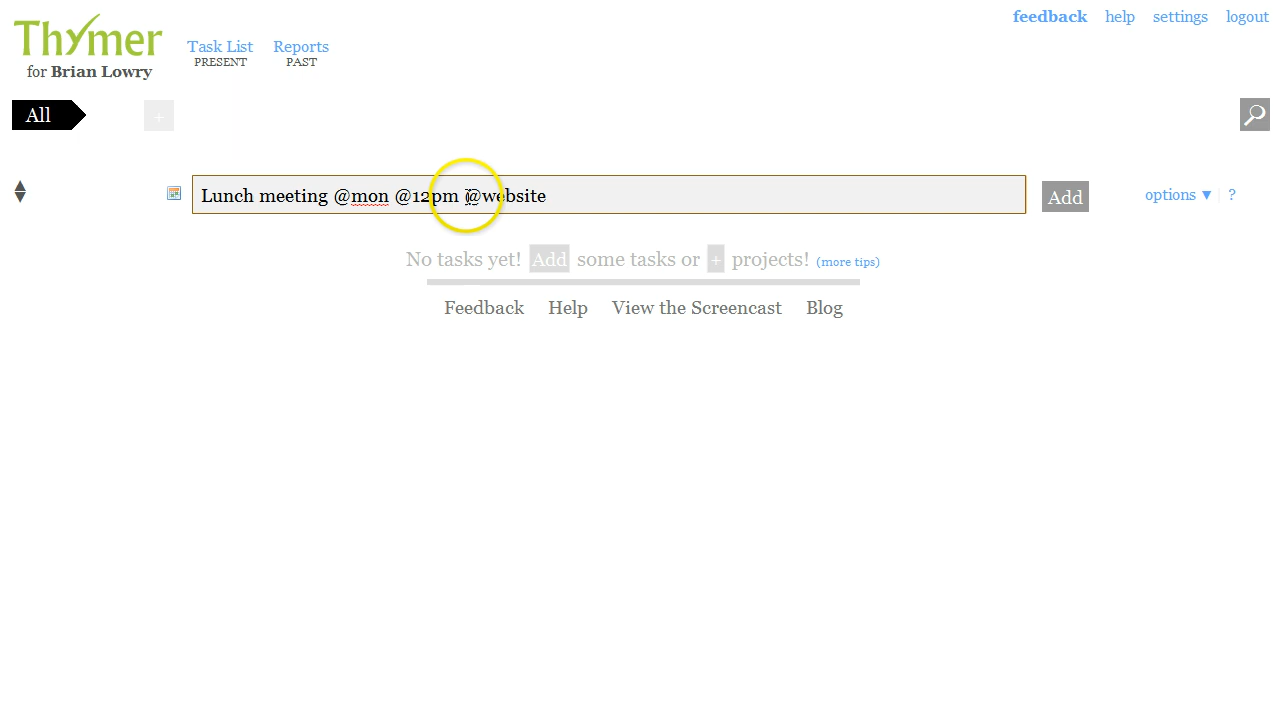 Thymer
for Brian Lowry
Task List
PRESENT
Reports
PAST
feedback help settings logout
All
+
Lunch meeting @mon @12pm @website
Add
options ▼ ?
No tasks yet! Add some tasks or + projects! (more tips)
Feedback Help View the Screencast Blog